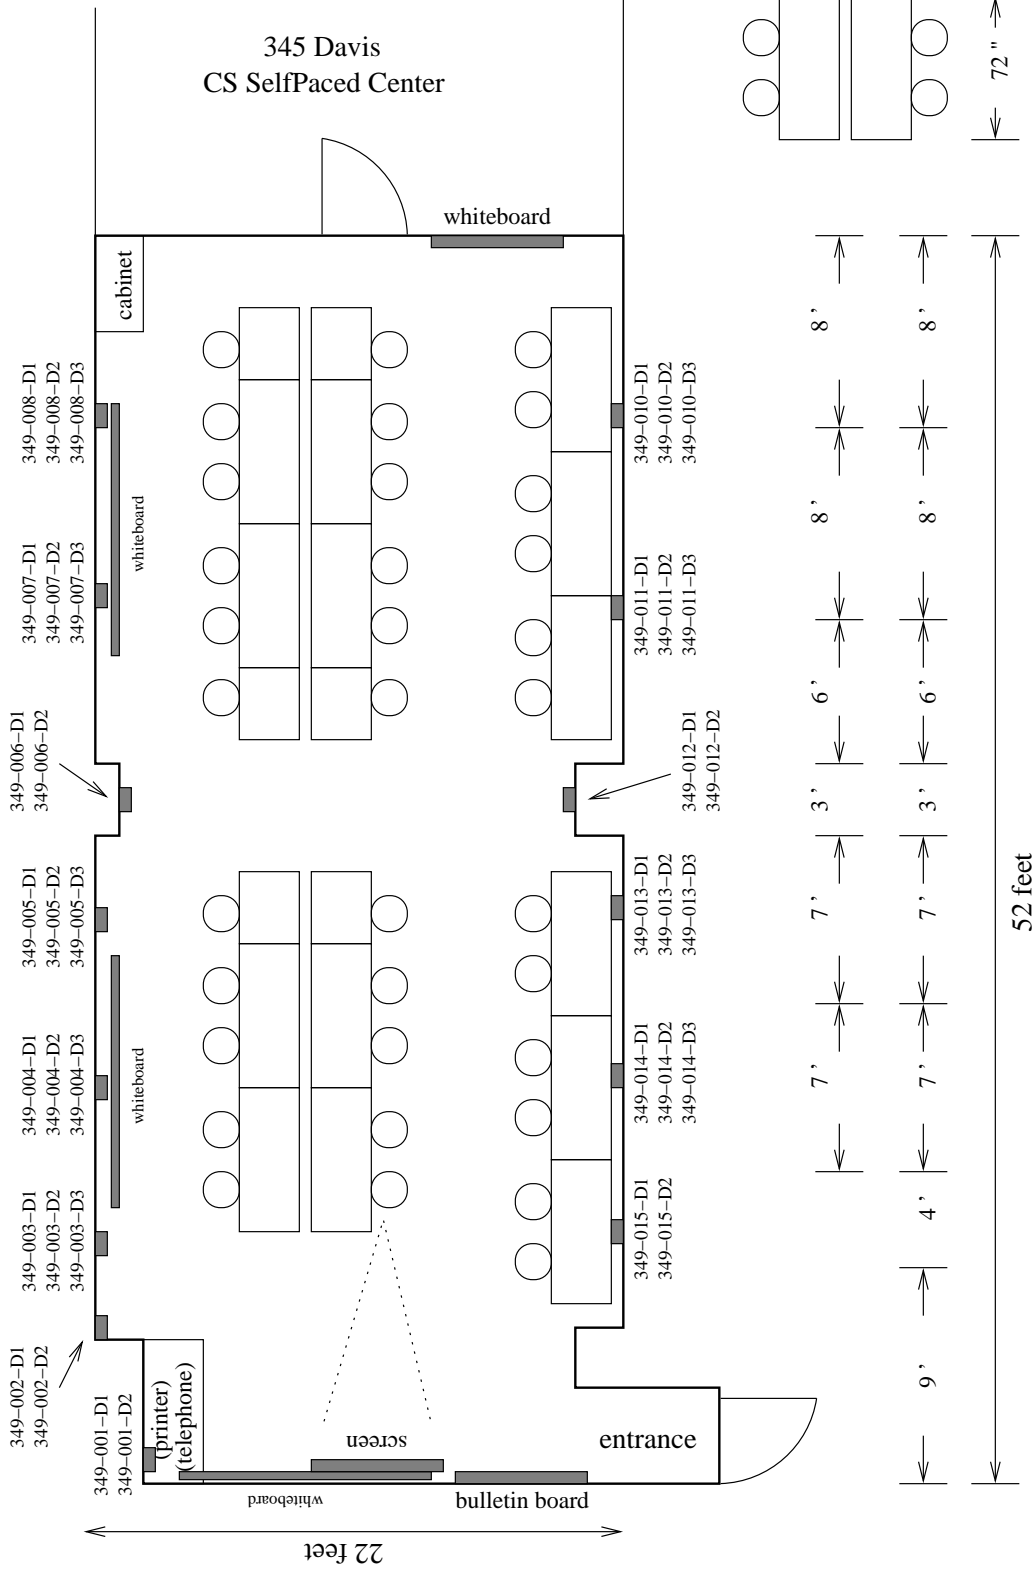 345 Davis
CS SelfPaced Center
72 "
whiteboard
cabinet
349–008–D1
349–008–D2
349–008–D3
349–007–D1
349–007–D2
349–007–D3
whiteboard
349–006–D1
349–006–D2
349–005–D1
349–005–D2
349–005–D3
349–004–D1
349–004–D2
349–004–D3
whiteboard
349–003–D1
349–003–D2
349–003–D3
349–002–D1
349–002–D2
349–001–D1
349–001–D2
(printer)
(telephone)
349–010–D1
349–010–D2
349–010–D3
349–011–D1
349–011–D2
349–011–D3
349–012–D1
349–012–D2
349–013–D1
349–013–D2
349–013–D3
349–014–D1
349–014–D2
349–014–D3
349–015–D1
349–015–D2
screen
entrance
whiteboard
bulletin board
22 feet
8 ’
8 ’
6 ’
3 ’
7 ’
7 ’
8 ’
8 ’
6 ’
3 ’
7 ’
7 ’
4 ’
9 ’
52 feet